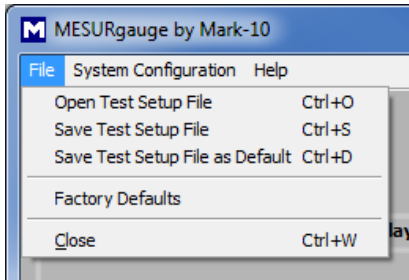 M MESURgauge by Mark-10
File System Configuration Help
Open Test Setup File Ctrl+O
Save Test Setup File Ctrl+S
Save Test Setup File as Default Ctrl+D
Factory Defaults
Close Ctrl+W